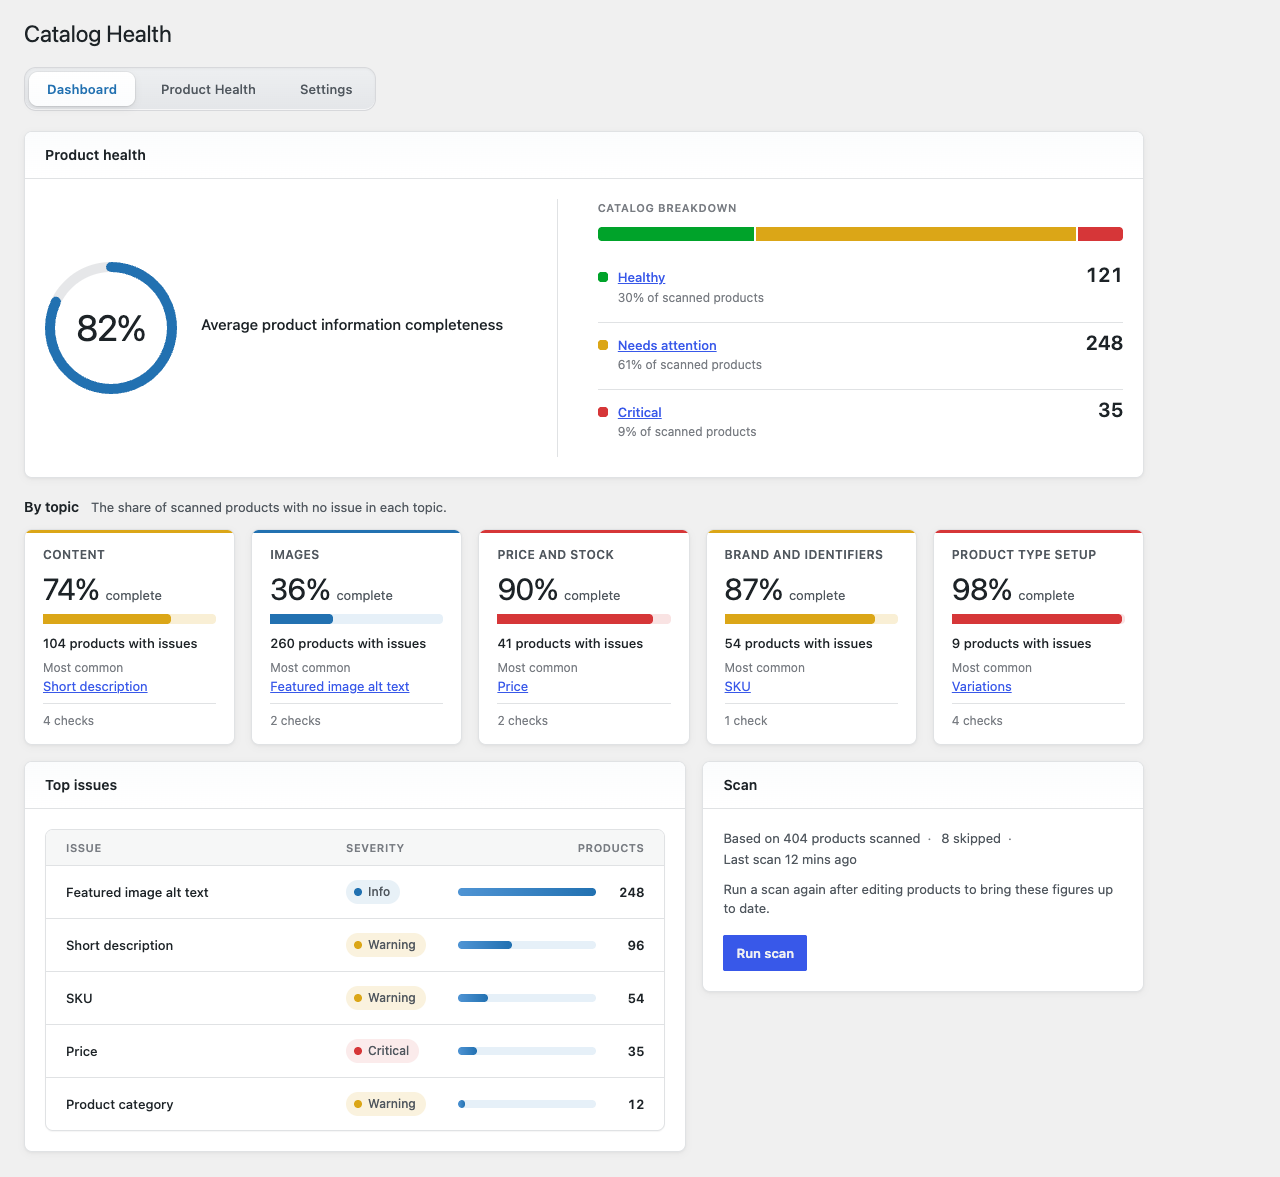 Catalog Health
Dashboard
Product Health
Settings
Product health
82%
Average product information completeness
CATALOG BREAKDOWN
Healthy
121
30% of scanned products
Needs attention
248
61% of scanned products
Critical
35
9% of scanned products
By topic The share of scanned products with no issue in each topic.
CONTENT
74% complete
104 products with issues
Most common
Short description
4 checks
IMAGES
36% complete
260 products with issues
Most common
Featured image alt text
2 checks
PRICE AND STOCK
90% complete
41 products with issues
Most common
Price
2 checks
BRAND AND IDENTIFIERS
87% complete
54 products with issues
Most common
SKU
1 check
PRODUCT TYPE SETUP
98% complete
9 products with issues
Most common
Variations
4 checks
Top issues
ISSUE SEVERITY PRODUCTS
Featured image alt text Info 248
Short description Warning 96
SKU Warning 54
Price Critical 35
Product category Warning 12
Scan
Based on 404 products scanned · 8 skipped ·
Last scan 12 mins ago
Run a scan again after editing products to bring these figures up
to date.
Run scan